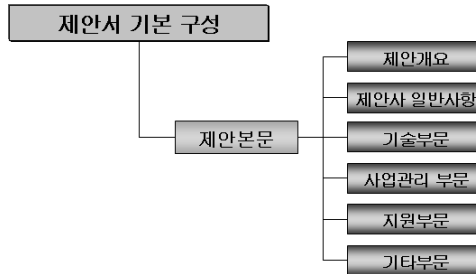 제안서 기본 구성
제안개요
제안사 일반사항
제안본문
기술부문
사업관리 부문
지원부문
기타부문